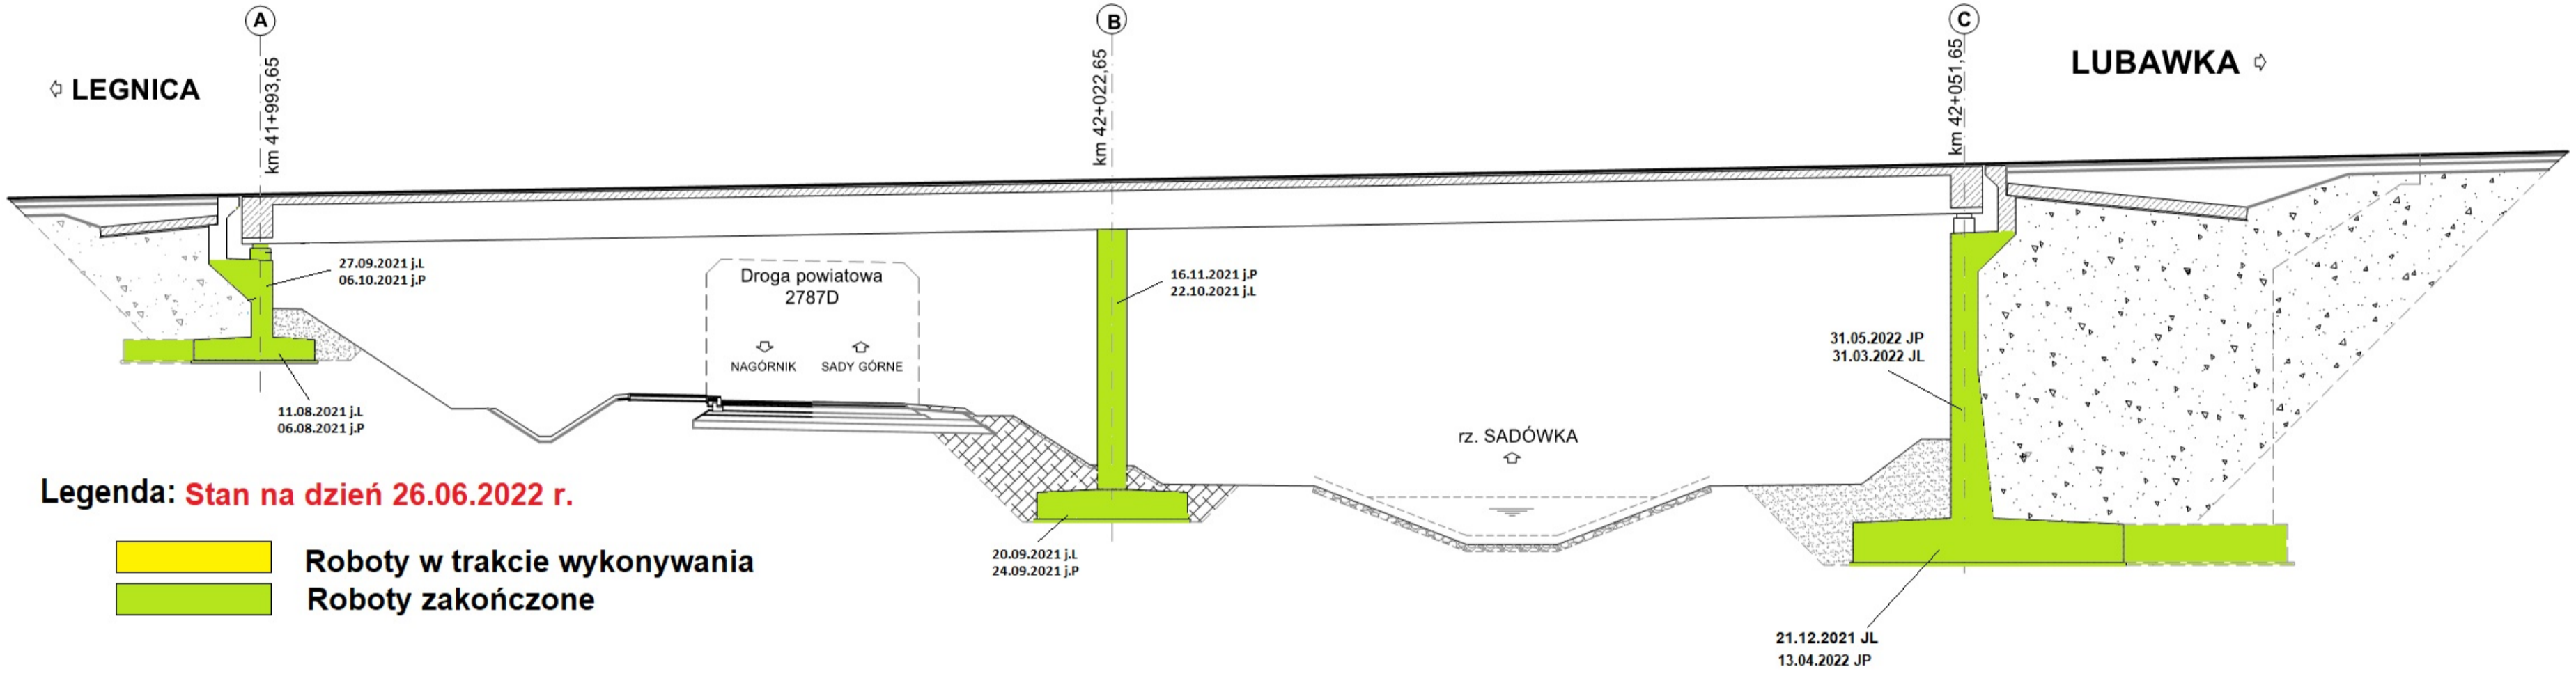 A
B
C
km 41+993,65
km 42+022,65
km 42+051,65
LEGNICA
LUBAWKA
27.09.2021 j.L
06.10.2021 j.P
Droga powiatowa
2787D
NAGÓRNIK
SADY GÓRNE
16.11.2021 j.P
22.10.2021 j.L
31.05.2022 JP
31.03.2022 JL
11.08.2021 j.L
06.08.2021 j.P
rz. SADÓWKA
Legenda: Stan na dzień 26.06.2022 r.
Roboty w trakcie wykonywania
Roboty zakończone
20.09.2021 j.L
24.09.2021 j.P
21.12.2021 JL
13.04.2022 JP